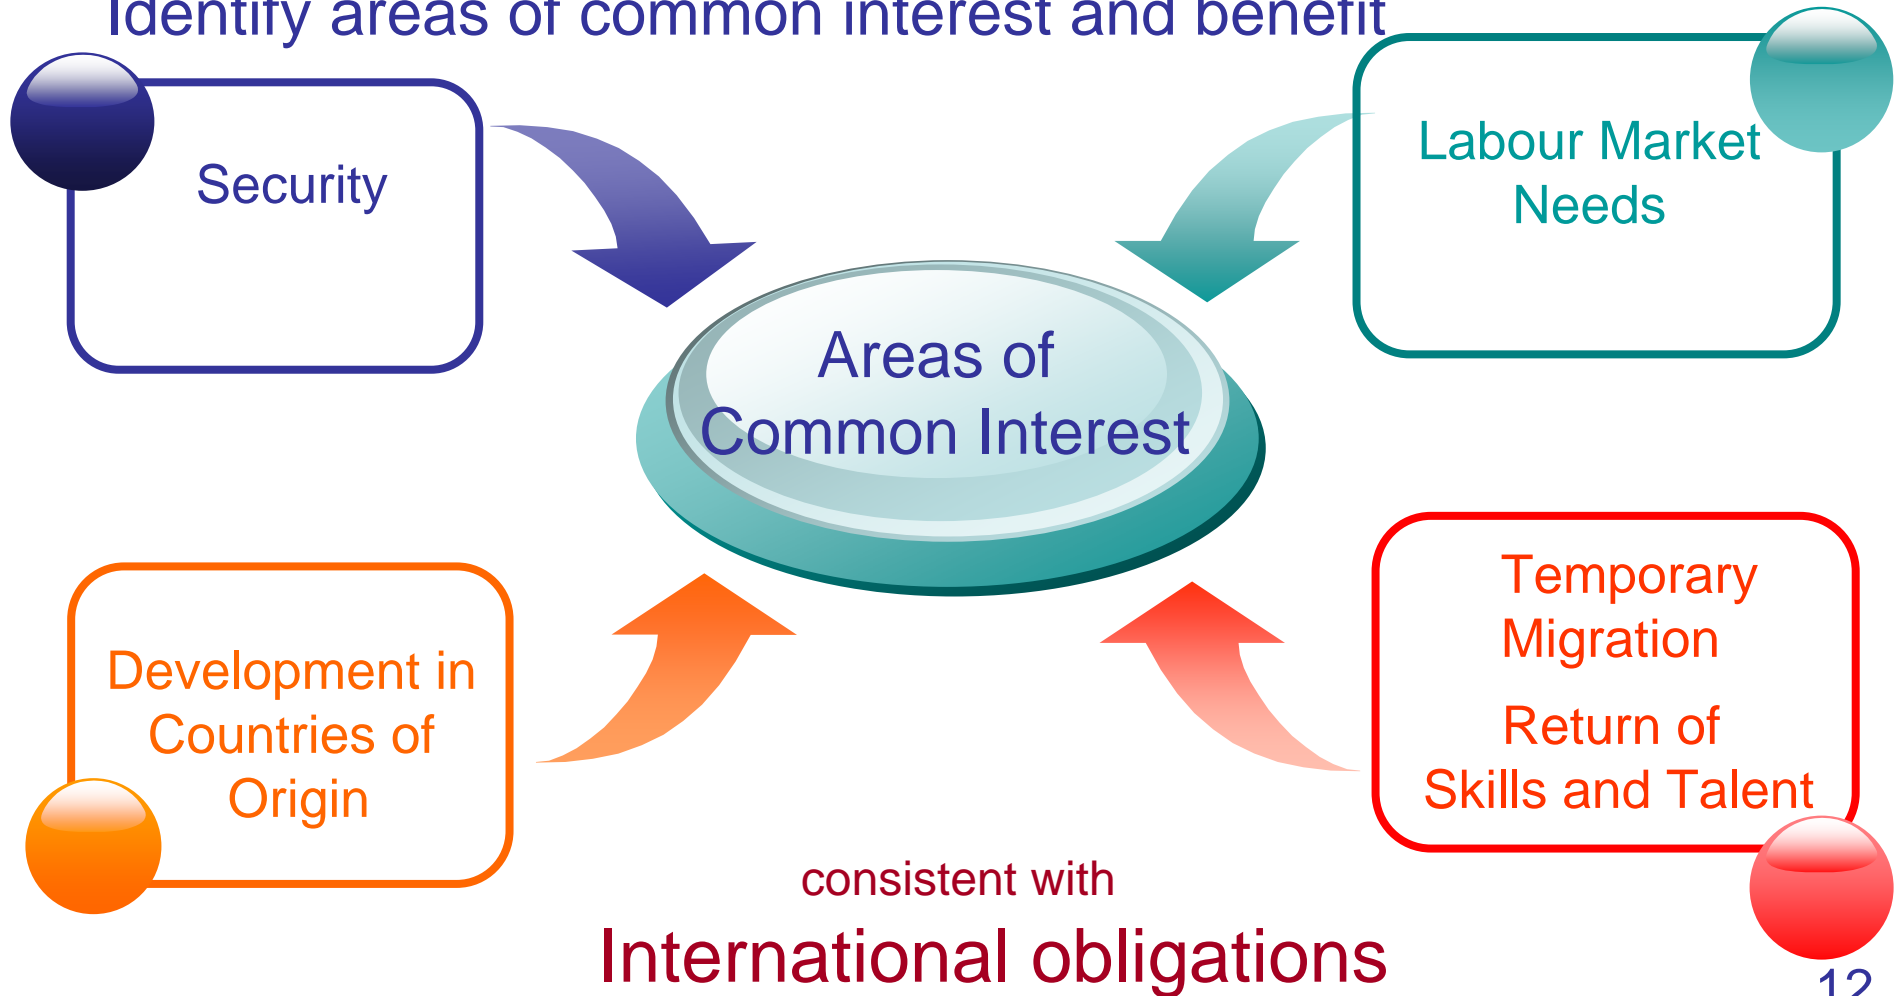 Identify areas of common interest and benefit
Security
Labour Market
Needs
Areas of
Common Interest
Development in
Countries of
Origin
Temporary
Migration
Return of
Skills and Talent
consistent with
International obligations
12